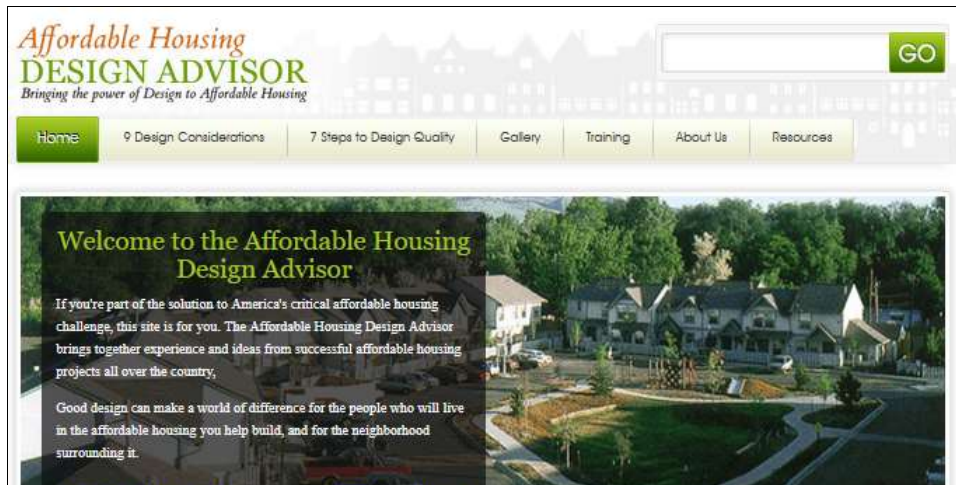 Affordable Housing
DESIGN ADVISOR
Bringing the power of Design to Affordable Housing
GO
Home
9 Design Considerations
7 Steps to Design Quality
Gallery
Training
About Us
Resources
Welcome to the Affordable Housing
Design Advisor
If you're part of the solution to America's critical affordable housing
challenge, this site is for you. The Affordable Housing Design Advisor
brings together experience and ideas from successful affordable housing
projects all over the country,
Good design can make a world of difference for the people who will live
in the affordable housing you help build, and for the neighborhood
surrounding it.